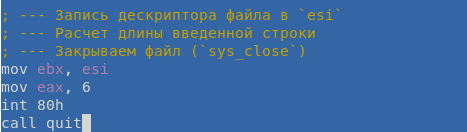 ; --- Запись дескриптора файла в `esi`
; --- Расчет длины введенной строки
; --- Закрываем файл (`sys_close`)
mov ebx, esi
mov eax, 6
int 80h
call quit